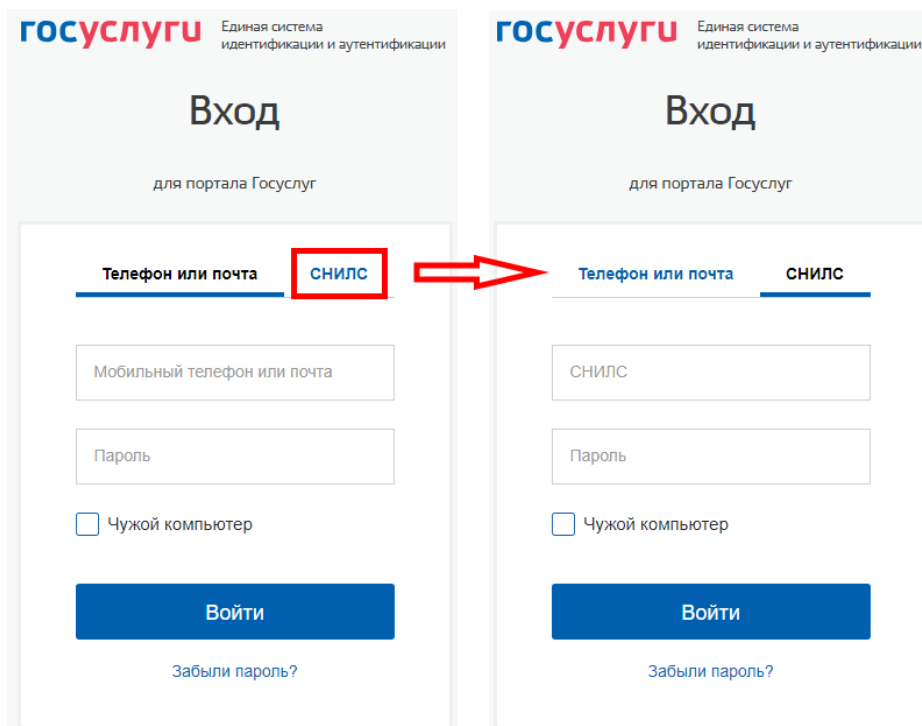 госуслуги Единая система
идентификации и аутентификации
Вход
для портала Госуслуг
Телефон или почта СНИЛС
Мобильный телефон или почта
Пароль
Чужой компьютер
Войти
Забыли пароль?
госуслуги Единая система
идентификации и аутентификации
Вход
для портала Госуслуг
Телефон или почта СНИЛС
СНИЛС
Пароль
Чужой компьютер
Войти
Забыли пароль?